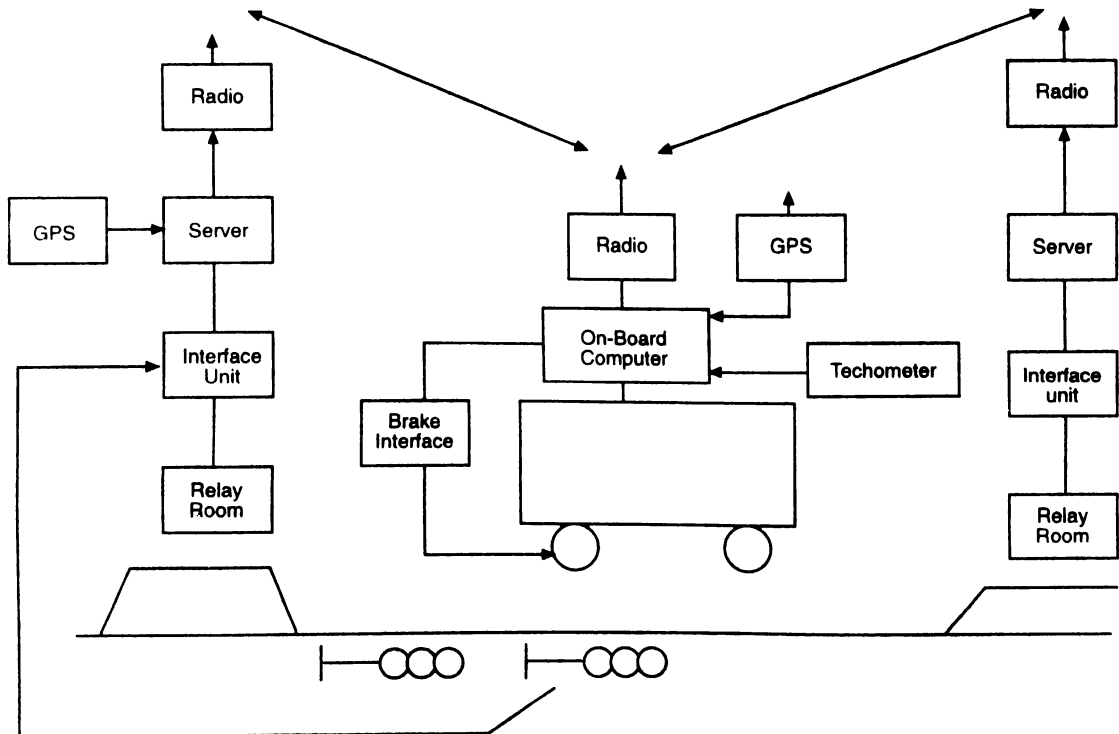 Radio
GPS
Server
Interface
Unit
Relay
Room
Radio
GPS
On-Board
Computer
Techometer
Brake
Interface
Radio
Server
Interface
unit
Relay
Room